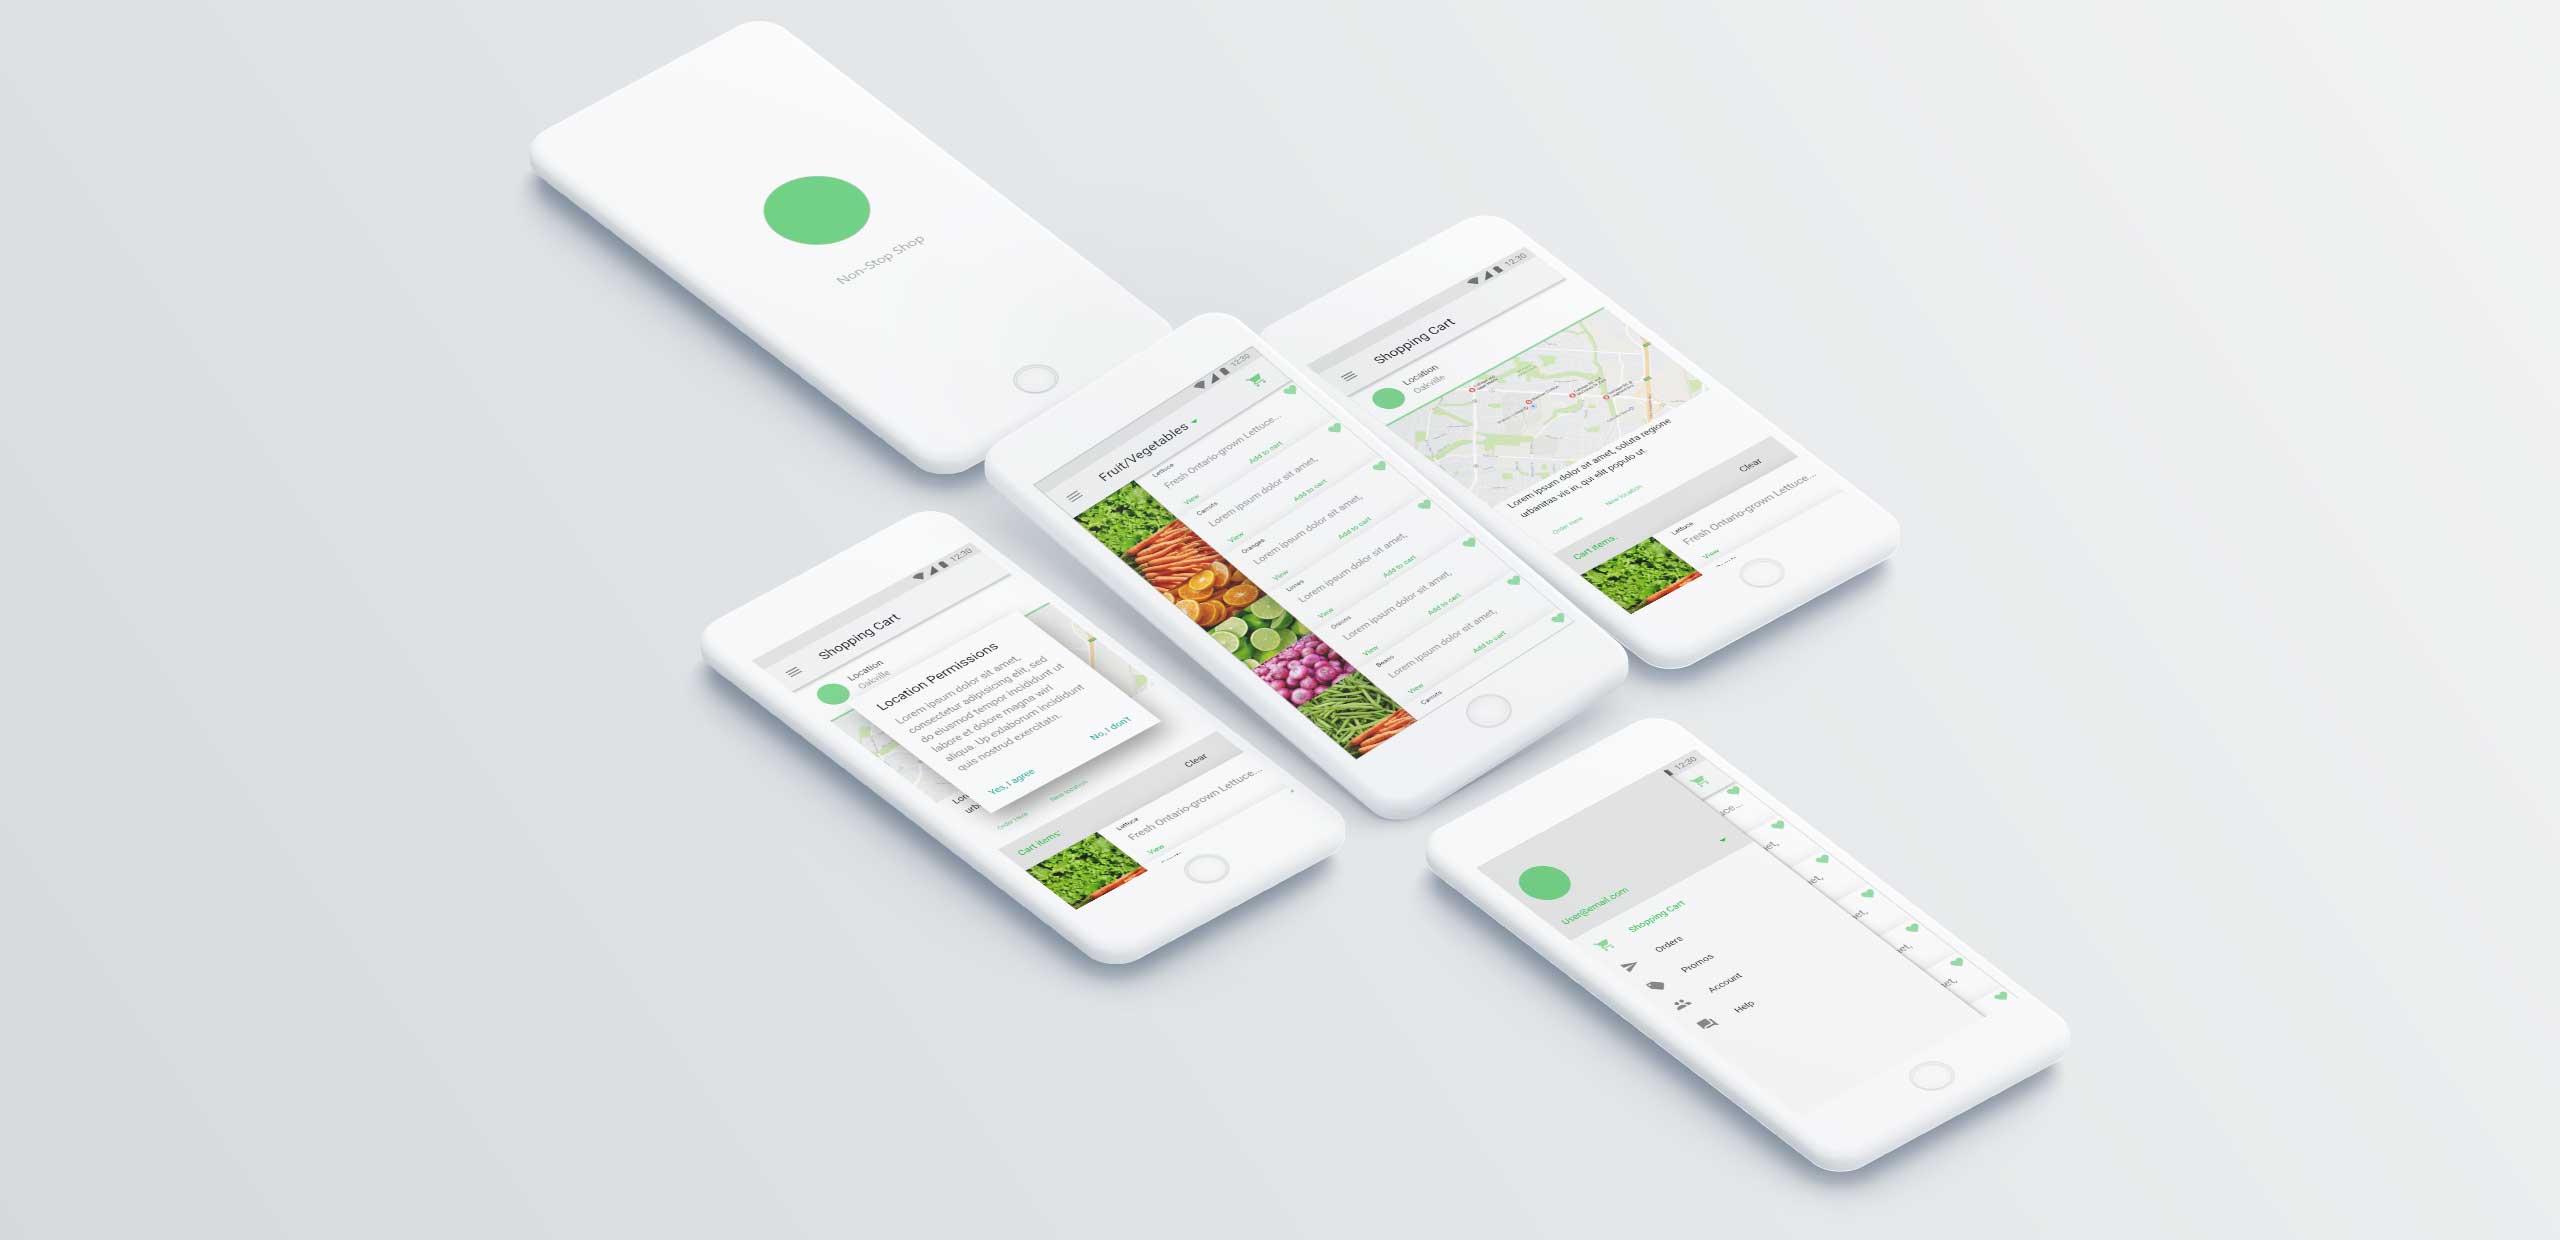 Non-Stop Shop
12:30
Shopping Cart
Location
Oakville
Lorem ipsum dolor sit amet, soluta regione
urbanitas vis in, qui elit populo ut.
Order Here
New location
Clear
Cart items:
Lettuce
Fresh Ontario-grown Lettuce...
View
12:30
Fruit/Vegetables
Lettuce
Fresh Ontario-grown Lettuce...
View
Add to cart
Carrots
Lorem ipsum dolor sit amet,
View
Add to cart
Oranges
Lorem ipsum dolor sit amet,
View
Add to cart
Limes
Lorem ipsum dolor sit amet,
View
Add to cart
Onions
Lorem ipsum dolor sit amet,
View
Add to cart
Beans
Lorem ipsum dolor sit amet,
View
Add to cart
Carrots
12:30
Shopping Cart
Location
Oakville
Location Permissions
Lorem ipsum dolor sit amet,
consectetur adipisicing elit, sed
do eiusmod tempor incididunt ut
labore et dolore magna wirl
aliqua. Up exlaborum incididunt
quis nostrud exercitatn.
Yes, I agree
No, I don't
Lor
urb
Order Here
New location
Clear
Cart items:
Lettuce
Fresh Ontario-grown Lettuce...
View
12:30
User@email.com
Shopping Cart
Orders
Promos
Account
Help
uce...
et,
et,
et,
et,
et,